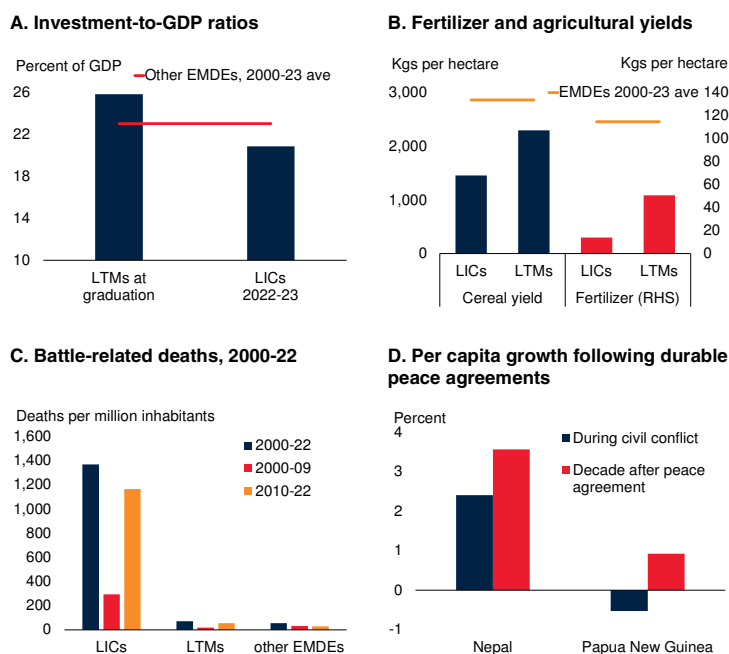 A. Investment-to-GDP ratios
Percent of GDP
Other EMDEs, 2000-23 ave
26
22
18
14
10
LTMs at graduation
LICs 2022-23
B. Fertilizer and agricultural yields
Kgs per hectare
Kgs per hectare
EMDEs 2000-23 ave
3,000
2,000
1,000
0
140
120
100
80
60
40
20
0
LICs LTMs LICs LTMs
Cereal yield Fertilizer (RHS)
C. Battle-related deaths, 2000-22
Deaths per million inhabitants
1,600
1,400
1,200
1,000
800
600
400
200
0
2000-22
2000-09
2010-22
LICs LTMs other EMDEs
D. Per capita growth following durable
peace agreements
Percent
4
3
2
1
0
-1
During civil conflict
Decade after peace
agreement
Nepal Papua New Guinea